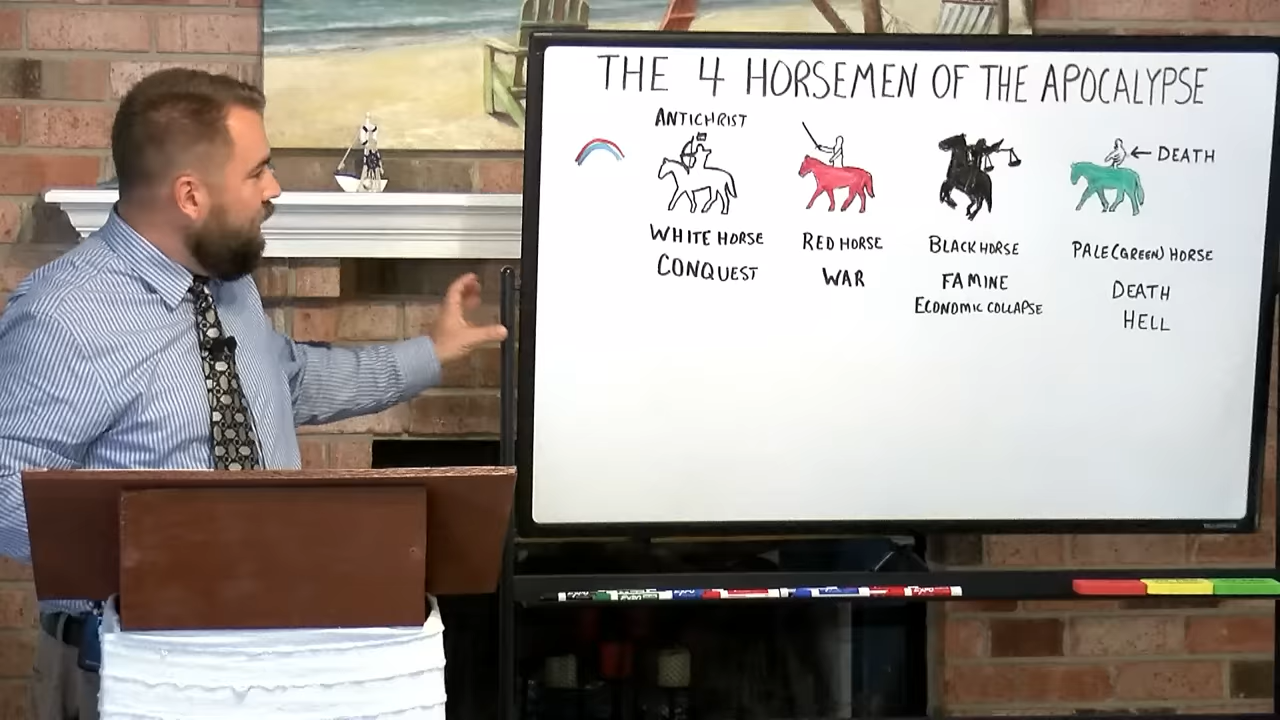 THE 4 HORSEMEN OF THE APOCALYPSE
ANTICHRIST
← DEATH
WHITE HORSE
RED HORSE
BLACK HORSE
PALE (GREEN) HORSE
CONQUEST
WAR
FAMINE
ECONOMIC COLLAPSE
DEATH
HELL
EXPO